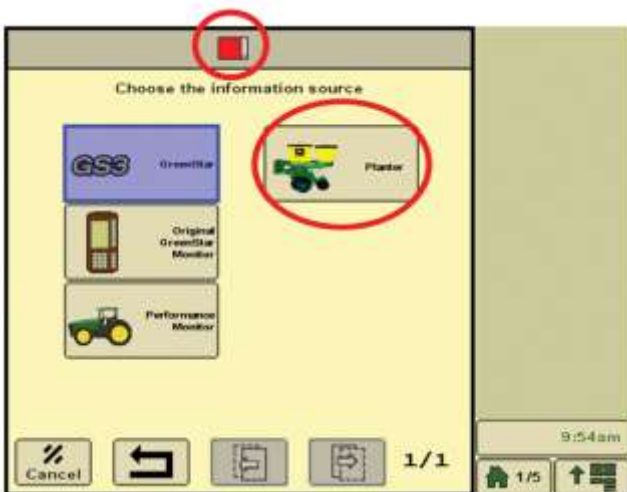 Choose the information source
GS3 GreenStar
Planter
Original
GreenStar
Monitor
Performance
Monitor
Cancel
1/1
9:54am
1/5